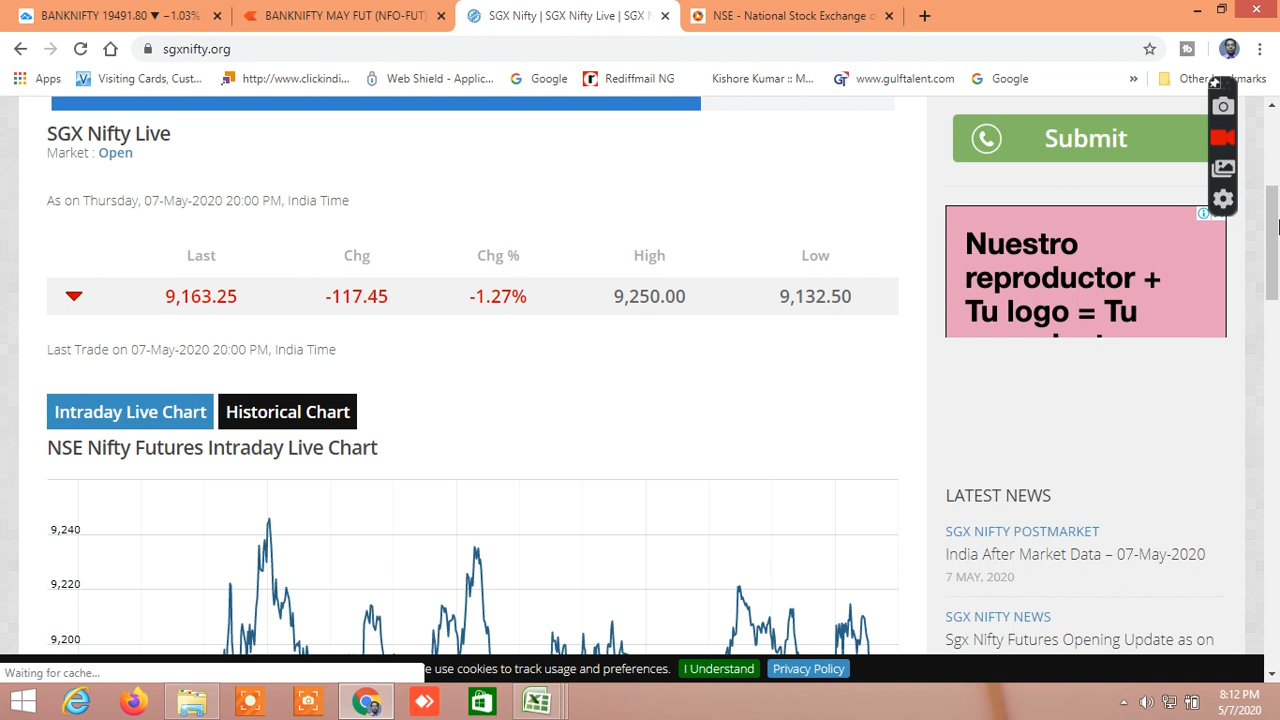 BANKNIFTY 19491.80 ▼ −1.03%
BANKNIFTY MAY FUT (NFO-FUT)
SGX Nifty | SGX Nifty Live | SGX
NSE - National Stock Exchange o
sgxnifty.org
Apps
Visiting Cards, Cust...
http://www.clickindi...
Web Shield - Applic...
Google
Rediffmail NG
Kishore Kumar :: M...
www.gulftalent.com
Google
»
Other bookmarks
SGX Nifty Live
Market : Open
Submit
As on Thursday, 07-May-2020 20:00 PM, India Time
Last Chg Chg % High Low
9,163.25 -117.45 -1.27% 9,250.00 9,132.50
Last Trade on 07-May-2020 20:00 PM, India Time
Nuestro
reproductor +
Tu logo = Tu
Intraday Live Chart
Historical Chart
NSE Nifty Futures Intraday Live Chart
9,240
9,220
9,200
LATEST NEWS
SGX NIFTY POSTMARKET
India After Market Data – 07-May-2020
7 MAY, 2020
SGX NIFTY NEWS
Sgx Nifty Futures Opening Update as on
Waiting for cache...
e use cookies to track usage and preferences.
I Understand
Privacy Policy
8:12 PM
5/7/2020